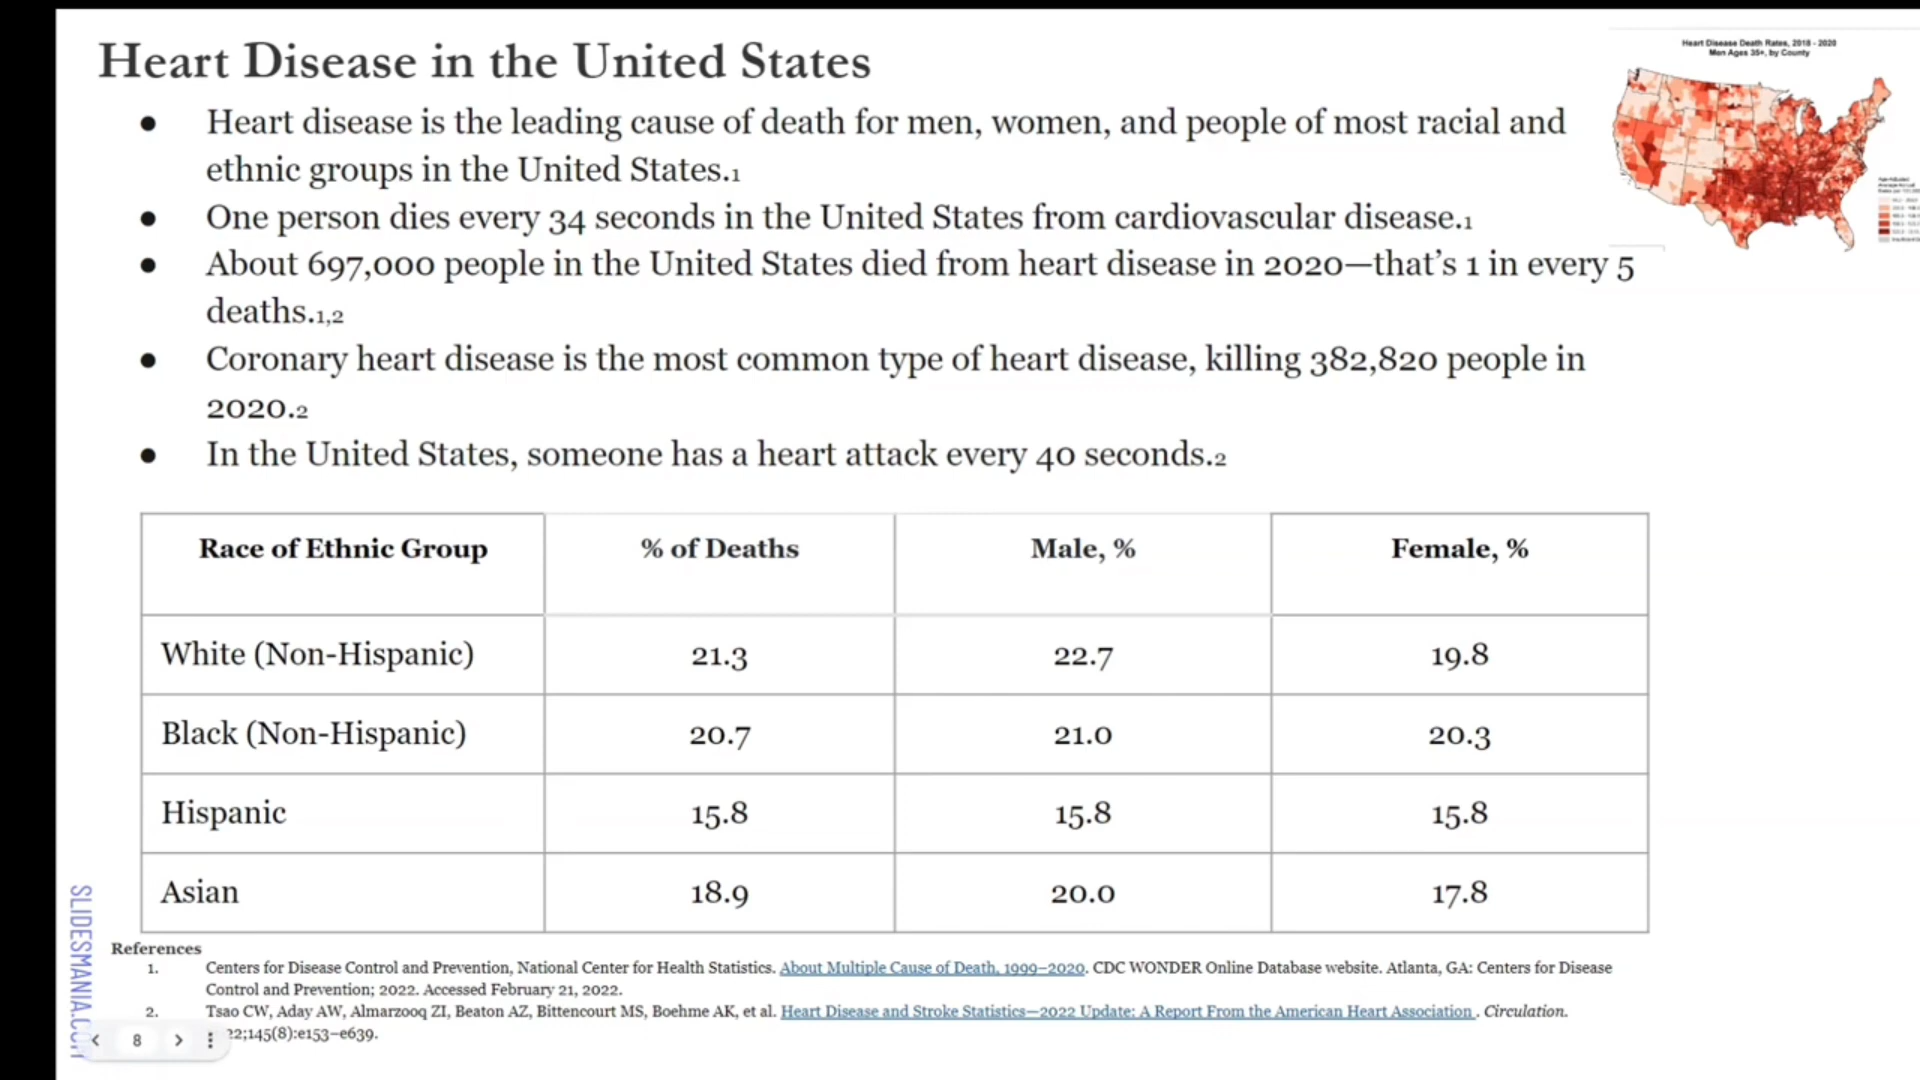 Heart Disease in the United States
Heart Disease Death Rates, 2018 - 2020
Men Ages 35+, by County
● Heart disease is the leading cause of death for men, women, and people of most racial and
ethnic groups in the United States.1
● One person dies every 34 seconds in the United States from cardiovascular disease.1
● About 697,000 people in the United States died from heart disease in 2020—that’s 1 in every 5
deaths.1,2
● Coronary heart disease is the most common type of heart disease, killing 382,820 people in
2020.2
● In the United States, someone has a heart attack every 40 seconds.2
Race of Ethnic Group % of Deaths Male, % Female, %
White (Non-Hispanic) 21.3 22.7 19.8
Black (Non-Hispanic) 20.7 21.0 20.3
Hispanic 15.8 15.8 15.8
Asian 18.9 20.0 17.8
References
1. Centers for Disease Control and Prevention, National Center for Health Statistics. About Multiple Cause of Death, 1999–2020. CDC WONDER Online Database website. Atlanta, GA: Centers for Disease
Control and Prevention; 2022. Accessed February 21, 2022.
2. Tsao CW, Aday AW, Almarzooq ZI, Beaton AZ, Bittencourt MS, Boehme AK, et al. Heart Disease and Stroke Statistics—2022 Update: A Report From the American Heart Association . Circulation.
22;145(8):e153–e639.
8
SLIDESMANIA.COM